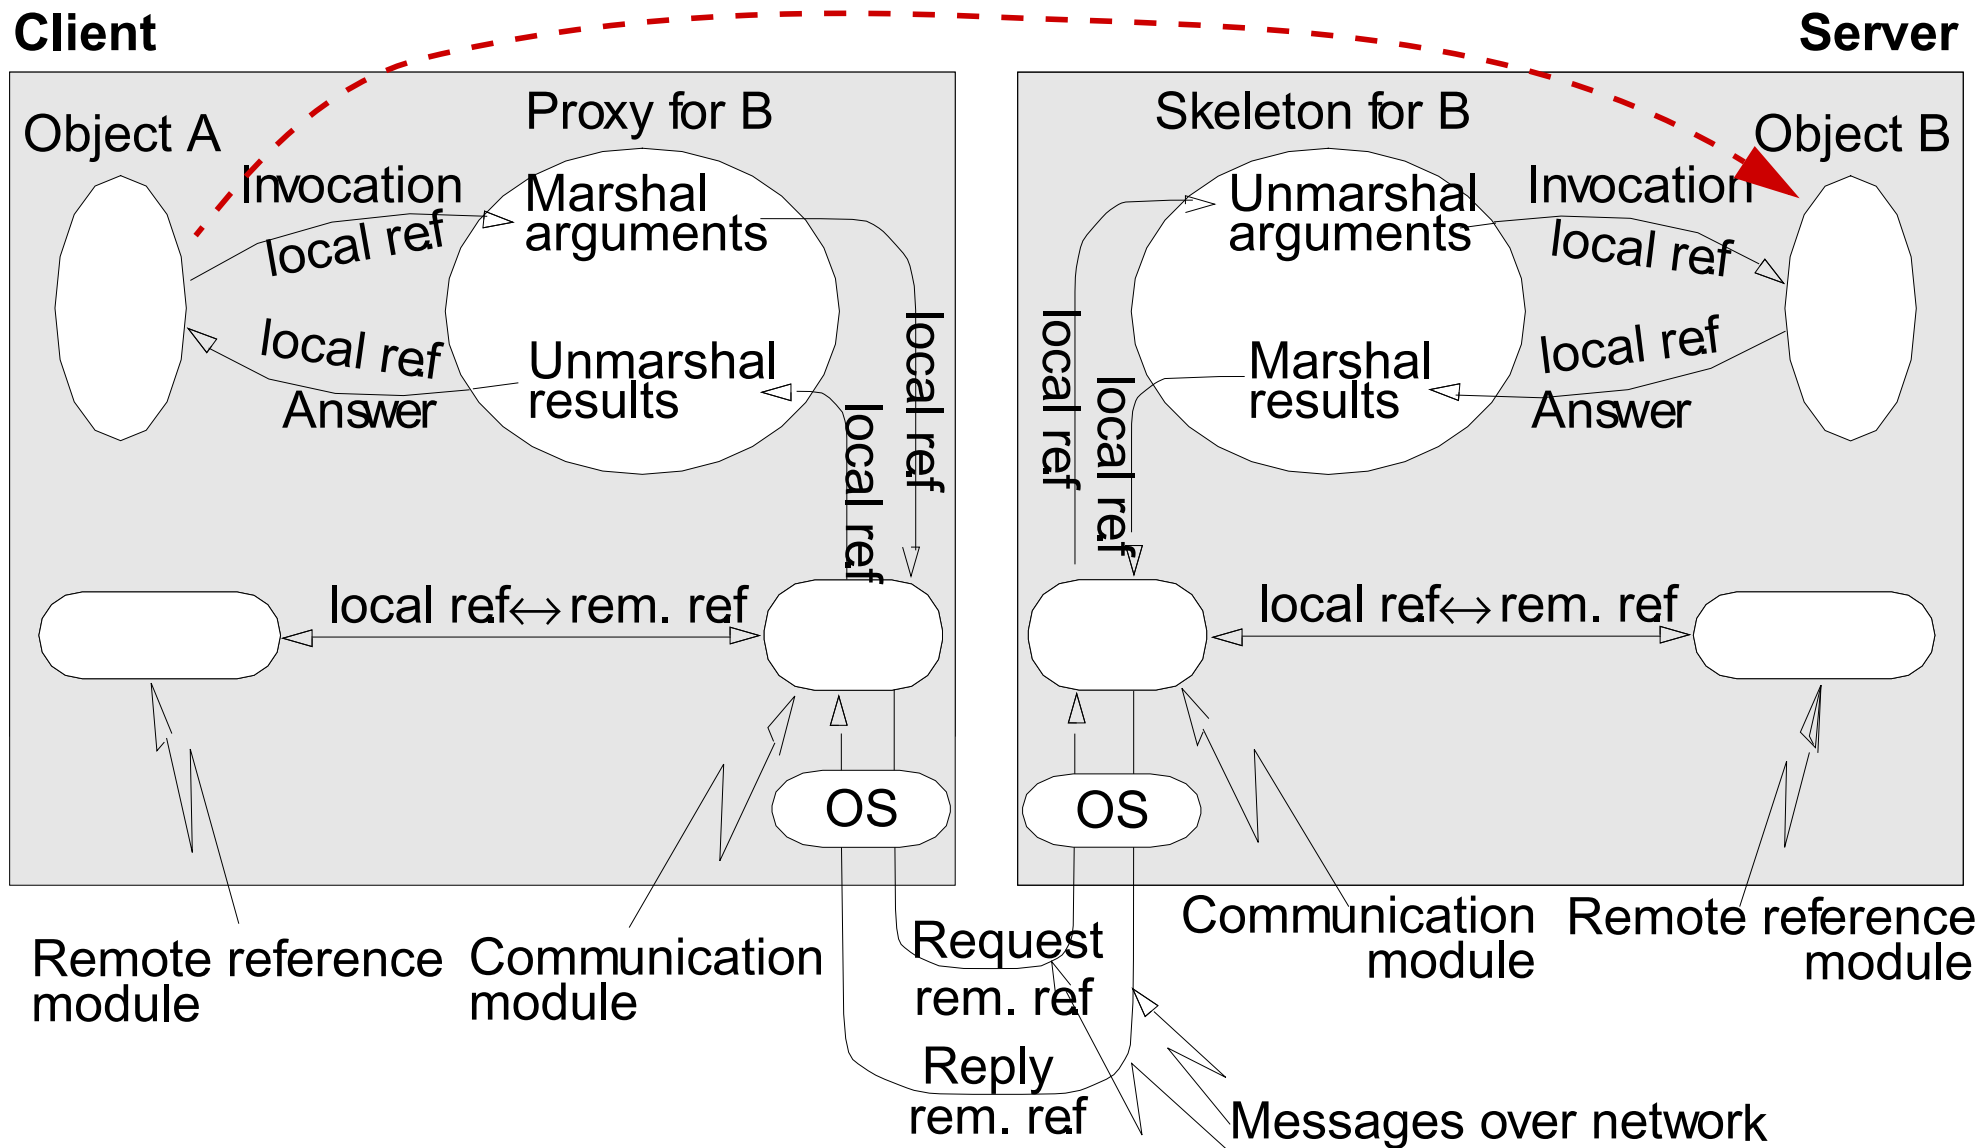 Client
Server
Object A
Proxy for B
Skeleton for B
Object B
Invocation
local ref
Marshal
arguments
Unmarshal
arguments
Invocation
local ref
local ref
Answer
Unmarshal
results
local ref
local ref
local ref
local ref
Marshal
results
local ref
Answer
local ref↔rem. ref
local ref↔rem. ref
OS
OS
Remote reference
module
Communication
module
Request
rem. ref
Reply
rem. ref
Communication
module
Remote reference
module
Messages over network